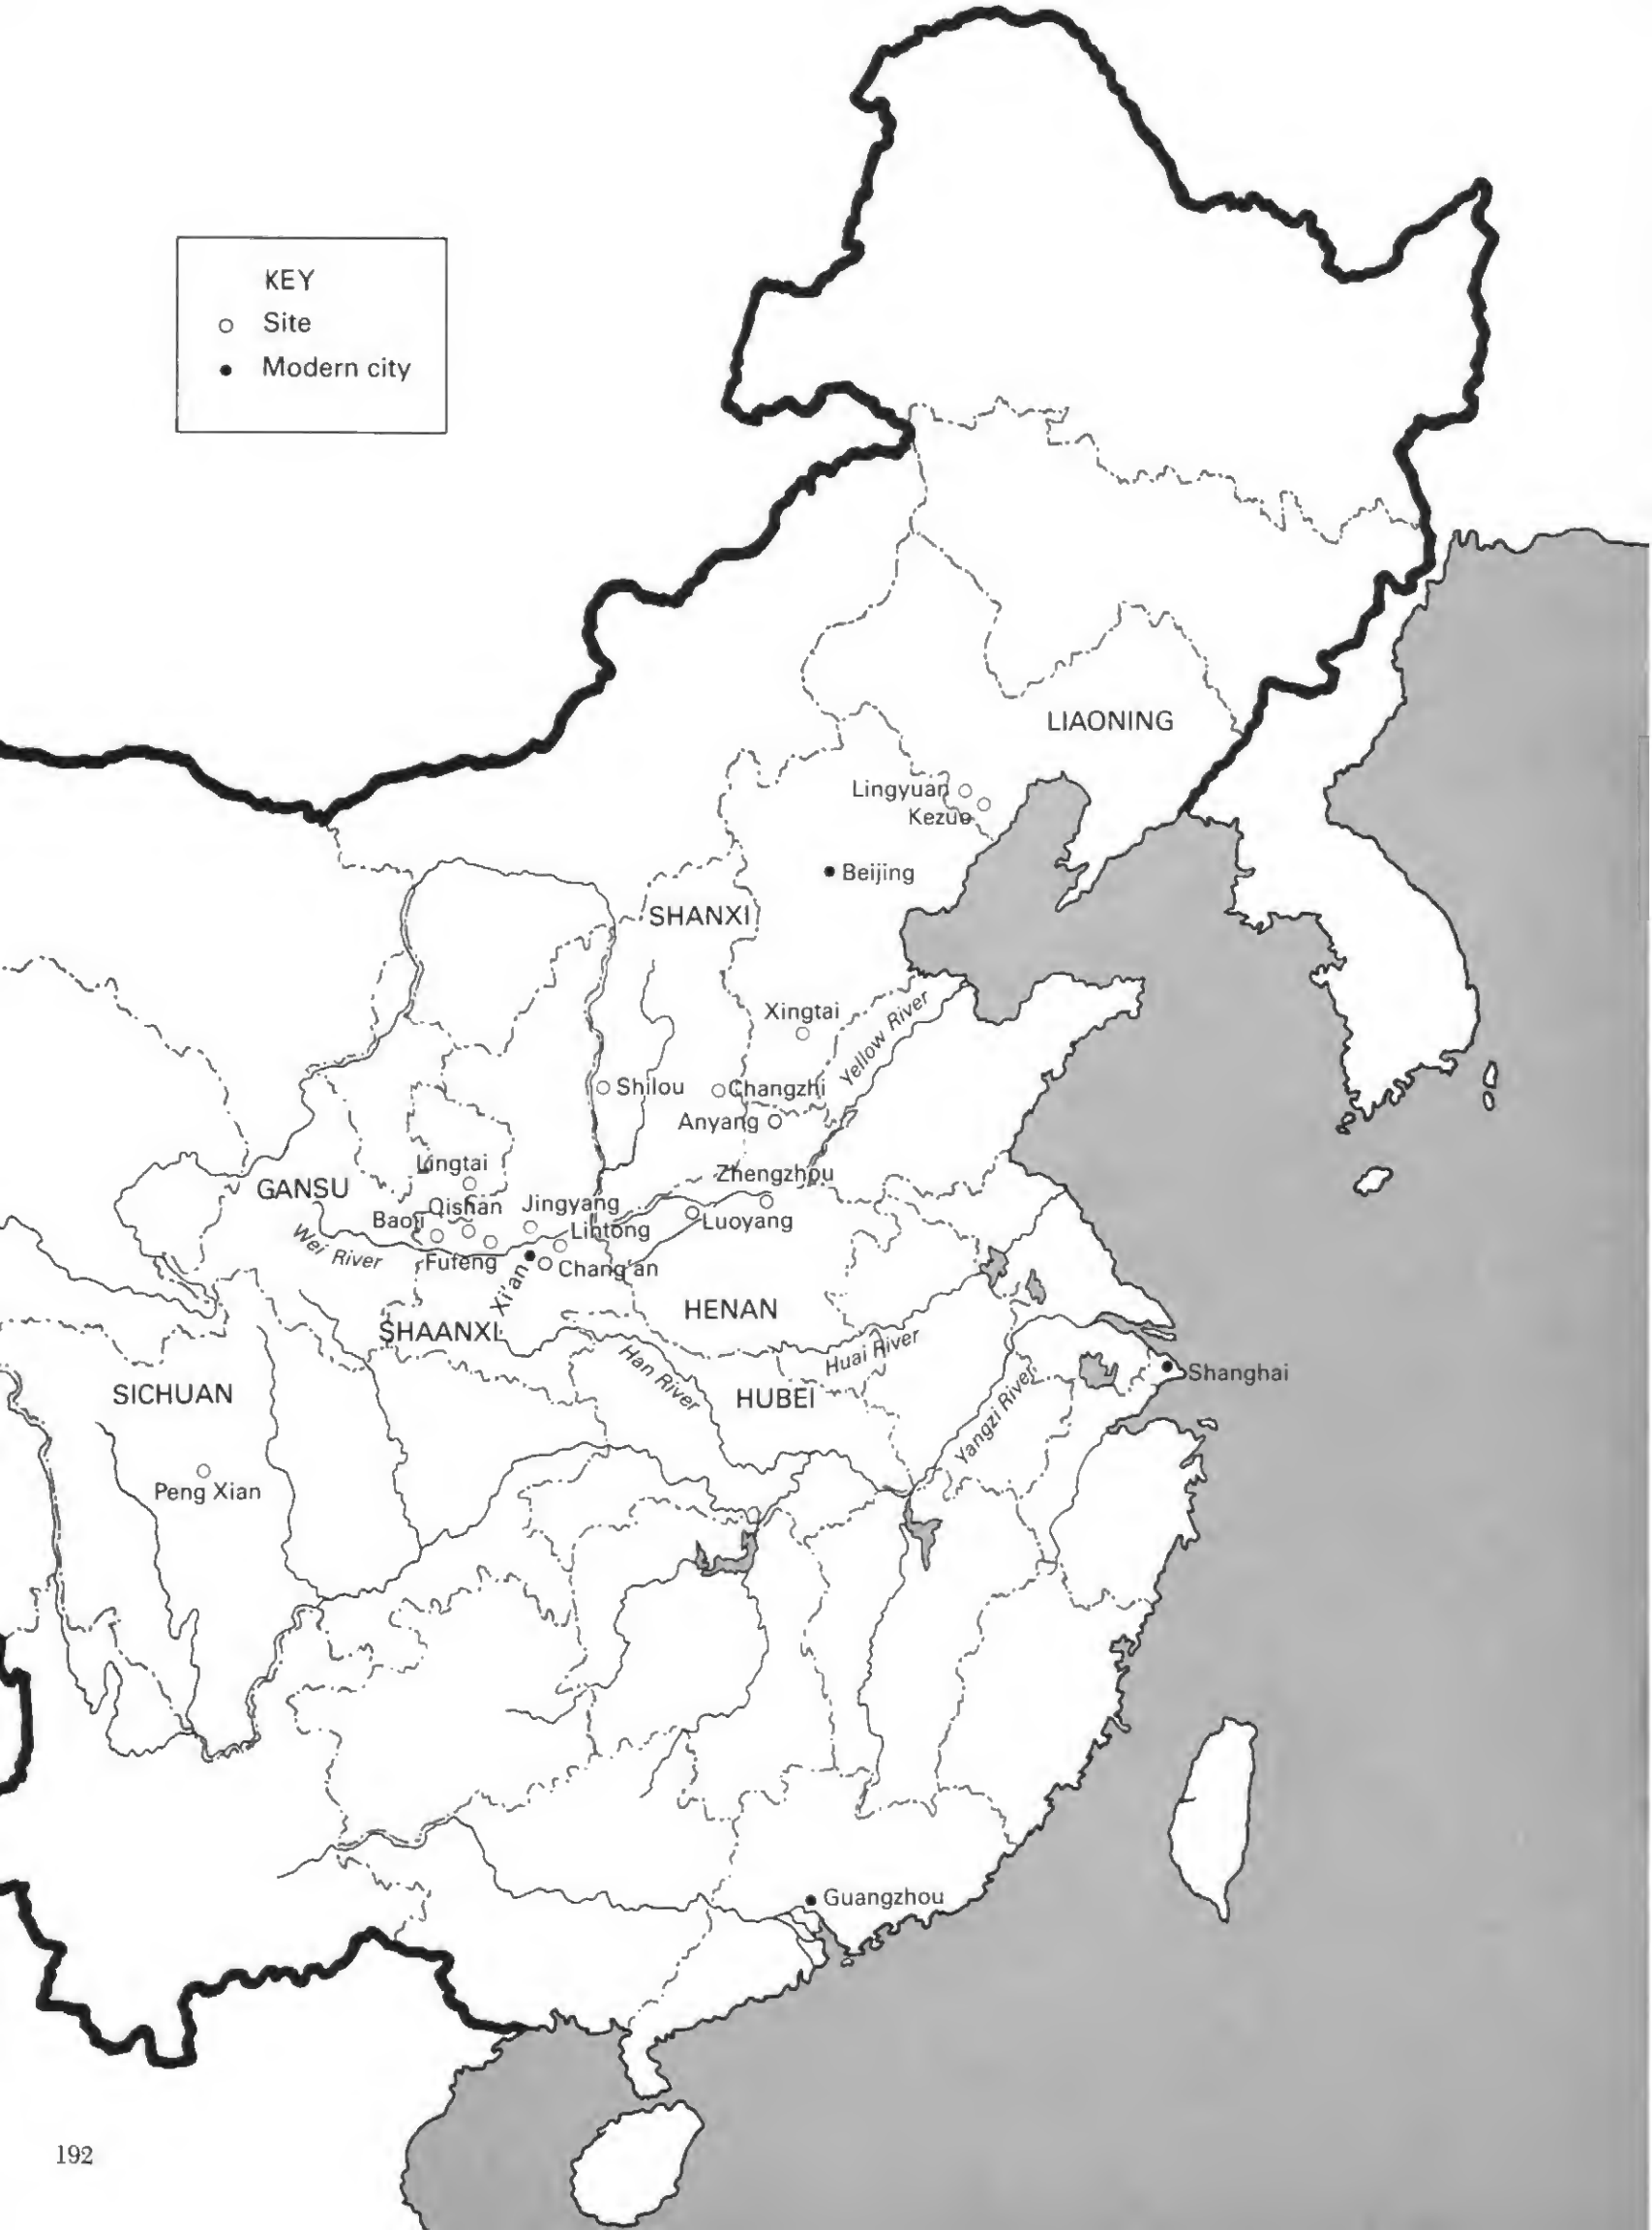 KEY
Site
Modern city
LIAONING
Lingyuan
Kezuo
Beijing
SHANXI
Xingtai
Yellow River
Shilou
Changzhi
Anyang
Lingtai
Zhengzhou
GANSU
Qishan
Jingyang
Baoji
Lintong
Luoyang
Wei River
Fufeng
Chang'an
Xi'an
HENAN
SHAANXI
Huai River
Han River
Shanghai
SICHUAN
HUBEI
Yangzi River
Peng Xian
Guangzhou
192